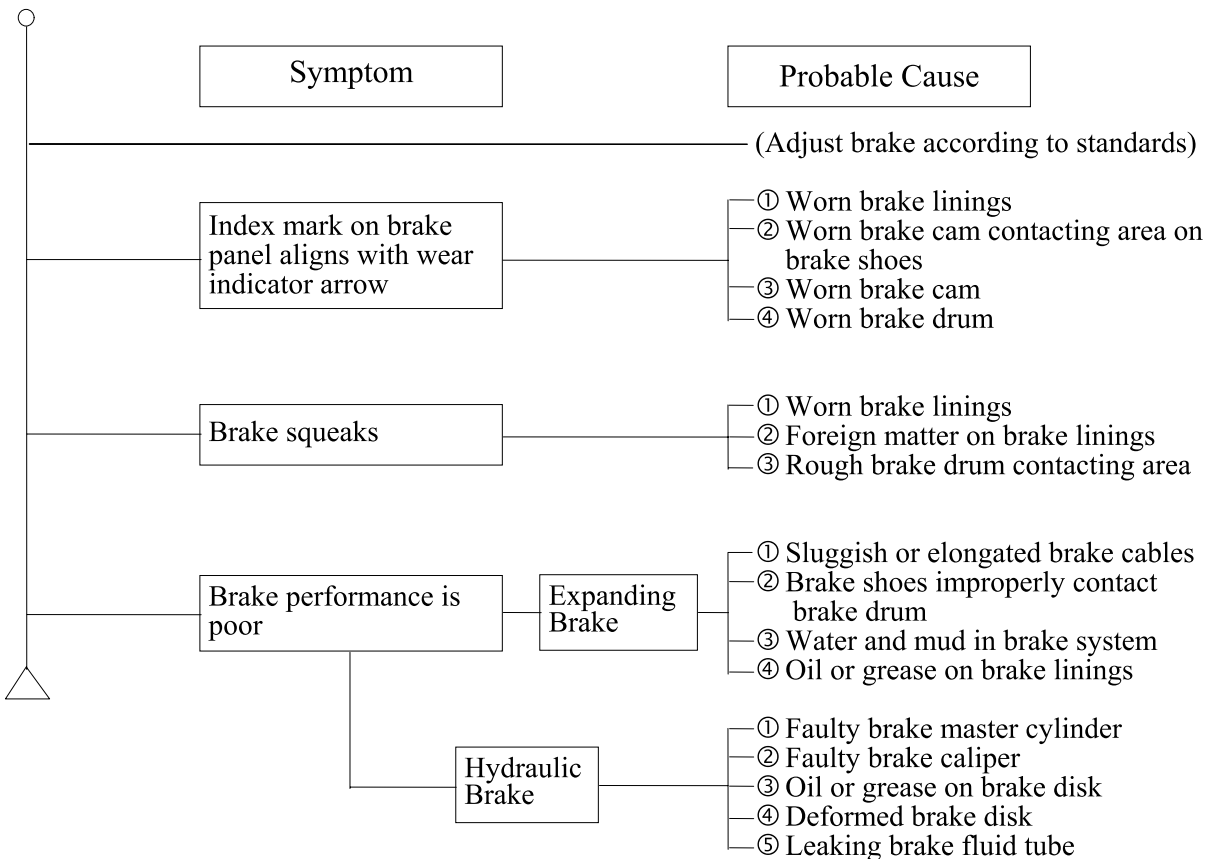 Symptom
Probable Cause
(Adjust brake according to standards)
Index mark on brake
panel aligns with wear
indicator arrow
① Worn brake linings
② Worn brake cam contacting area on
brake shoes
③ Worn brake cam
④ Worn brake drum
Brake squeaks
① Worn brake linings
② Foreign matter on brake linings
③ Rough brake drum contacting area
Brake performance is
poor
Expanding
Brake
① Sluggish or elongated brake cables
② Brake shoes improperly contact
brake drum
③ Water and mud in brake system
④ Oil or grease on brake linings
Hydraulic
Brake
① Faulty brake master cylinder
② Faulty brake caliper
③ Oil or grease on brake disk
④ Deformed brake disk
⑤ Leaking brake fluid tube